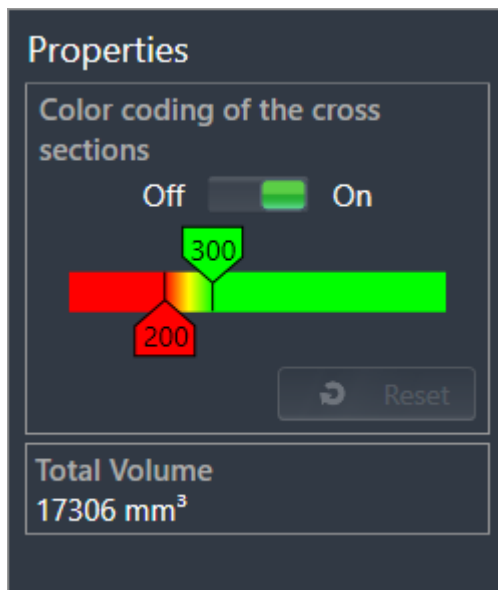 Properties
Color coding of the cross
sections
Off On
300
200
Reset
Total Volume
17306 mm³